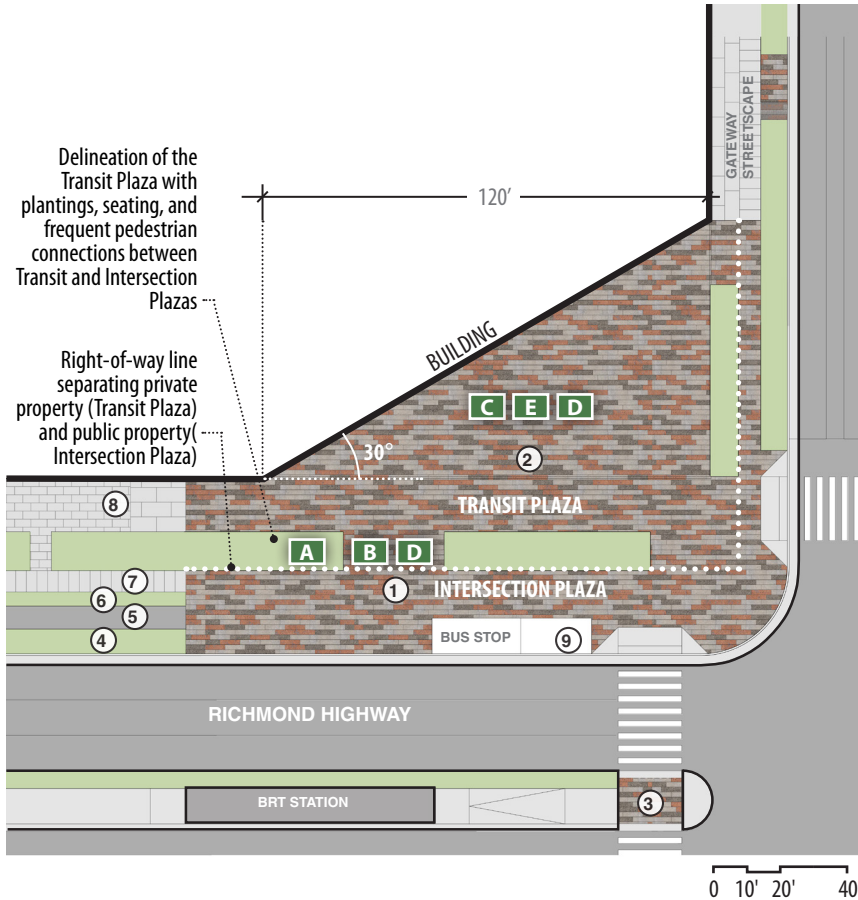 Delineation of the
Transit Plaza with
plantings, seating, and
frequent pedestrian
connections between
Transit and Intersection
Plazas
Right-of-way line
separating private
property (Transit Plaza)
and public property(
Intersection Plaza)
120'
GATEWAY
STREETSCAPE
BUILDING
30°
C E D
2
TRANSIT PLAZA
8
A B D
7
1 INTERSECTION PLAZA
6
5
4
BUS STOP 9
RICHMOND HIGHWAY
BRT STATION
3
0 10' 20' 40